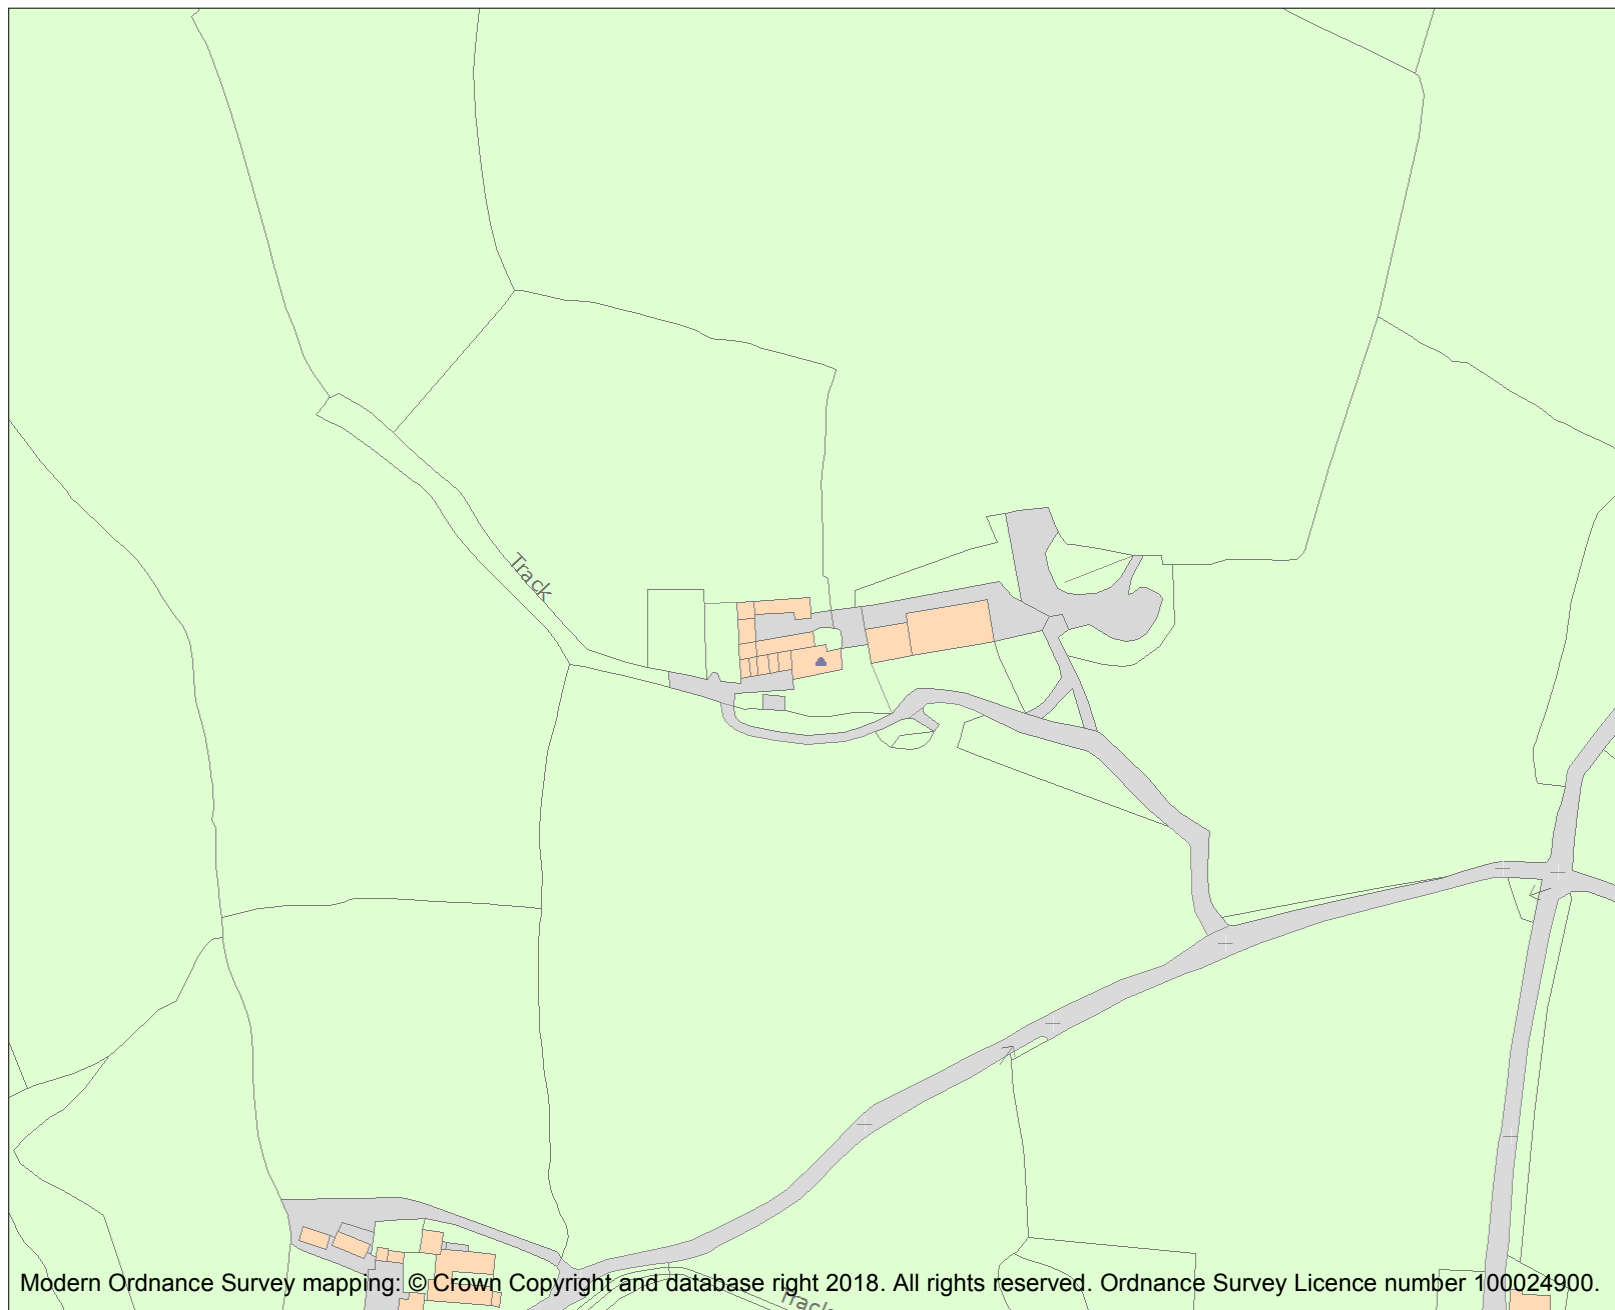 Track
Modern Ordnance Survey mapping: © Crown Copyright and database right 2018. All rights reserved. Ordnance Survey Licence number 100024900.
Track